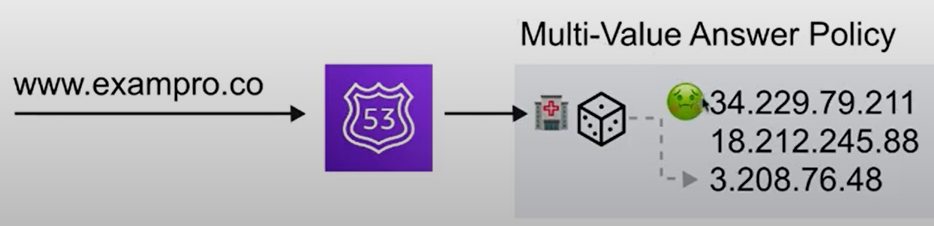 Multi-Value Answer Policy
www.exampro.co
53
34.229.79.211
18.212.245.88
3.208.76.48